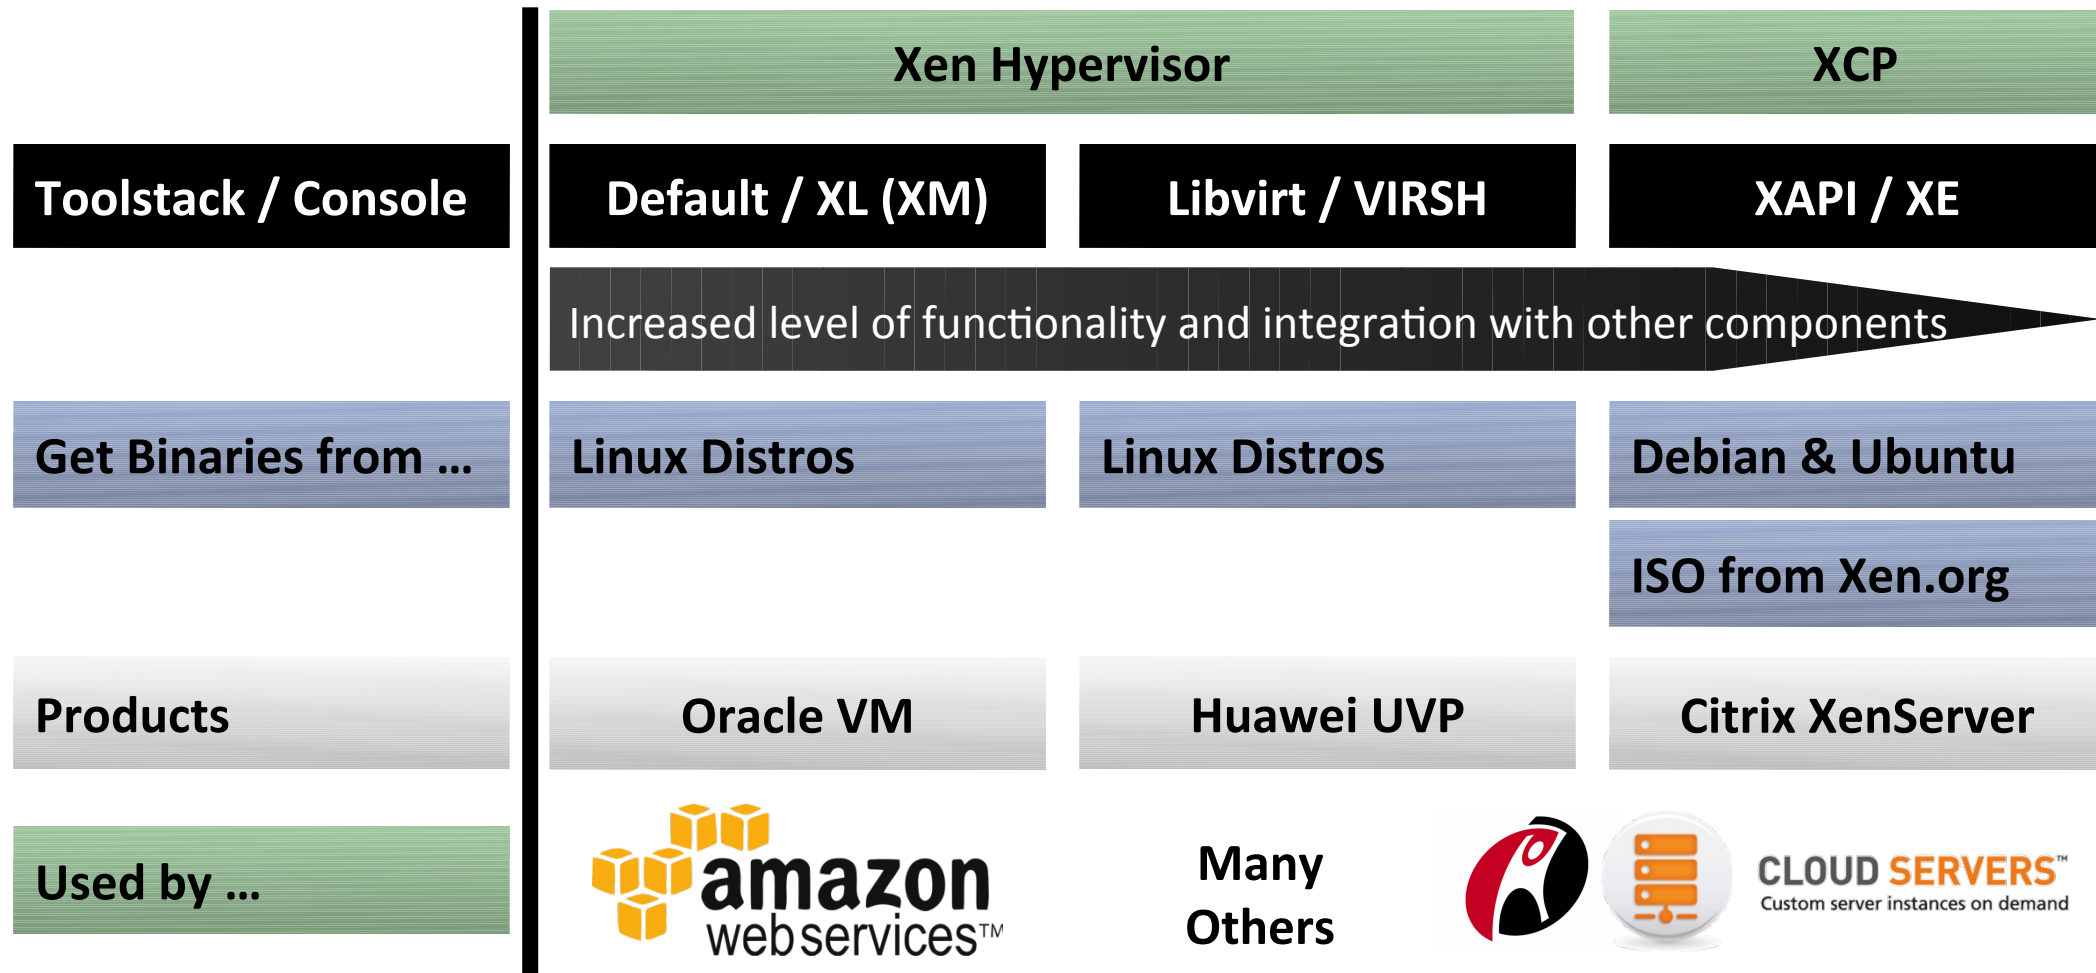 Xen Hypervisor
XCP
Toolstack / Console
Default / XL (XM)
Libvirt / VIRSH
XAPI / XE
Increased level of functionality and integration with other components
Get Binaries from ...
Linux Distros
Linux Distros
Debian & Ubuntu
ISO from Xen.org
Products
Oracle VM
Huawei UVP
Citrix XenServer
Used by ...
amazon
webservices™
Many
Others
CLOUD SERVERS™
Custom server instances on demand